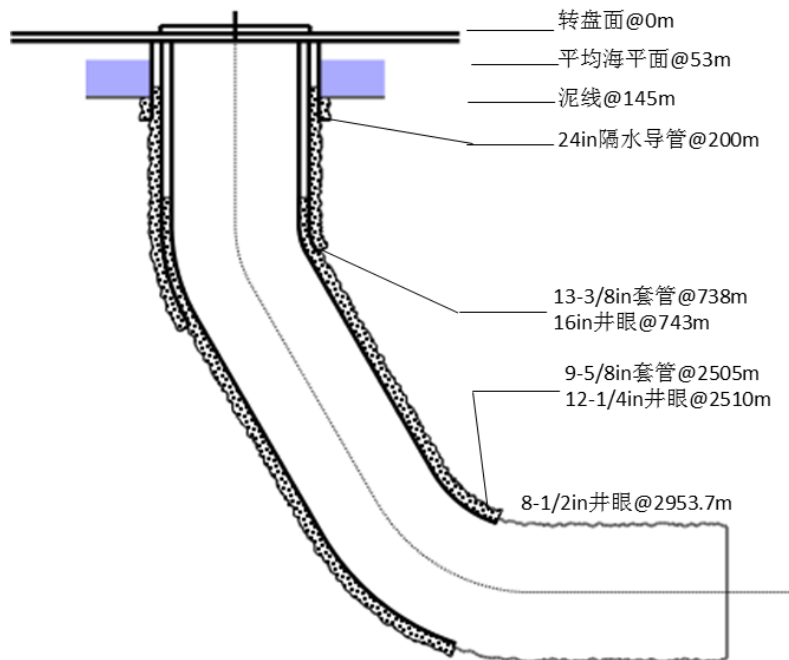 转盘面@0m
平均海平面@53m
泥线@145m
24in隔水导管@200m
13-3/8in套管@738m
16in井眼@743m
9-5/8in套管@2505m
12-1/4in井眼@2510m
8-1/2in井眼@2953.7m